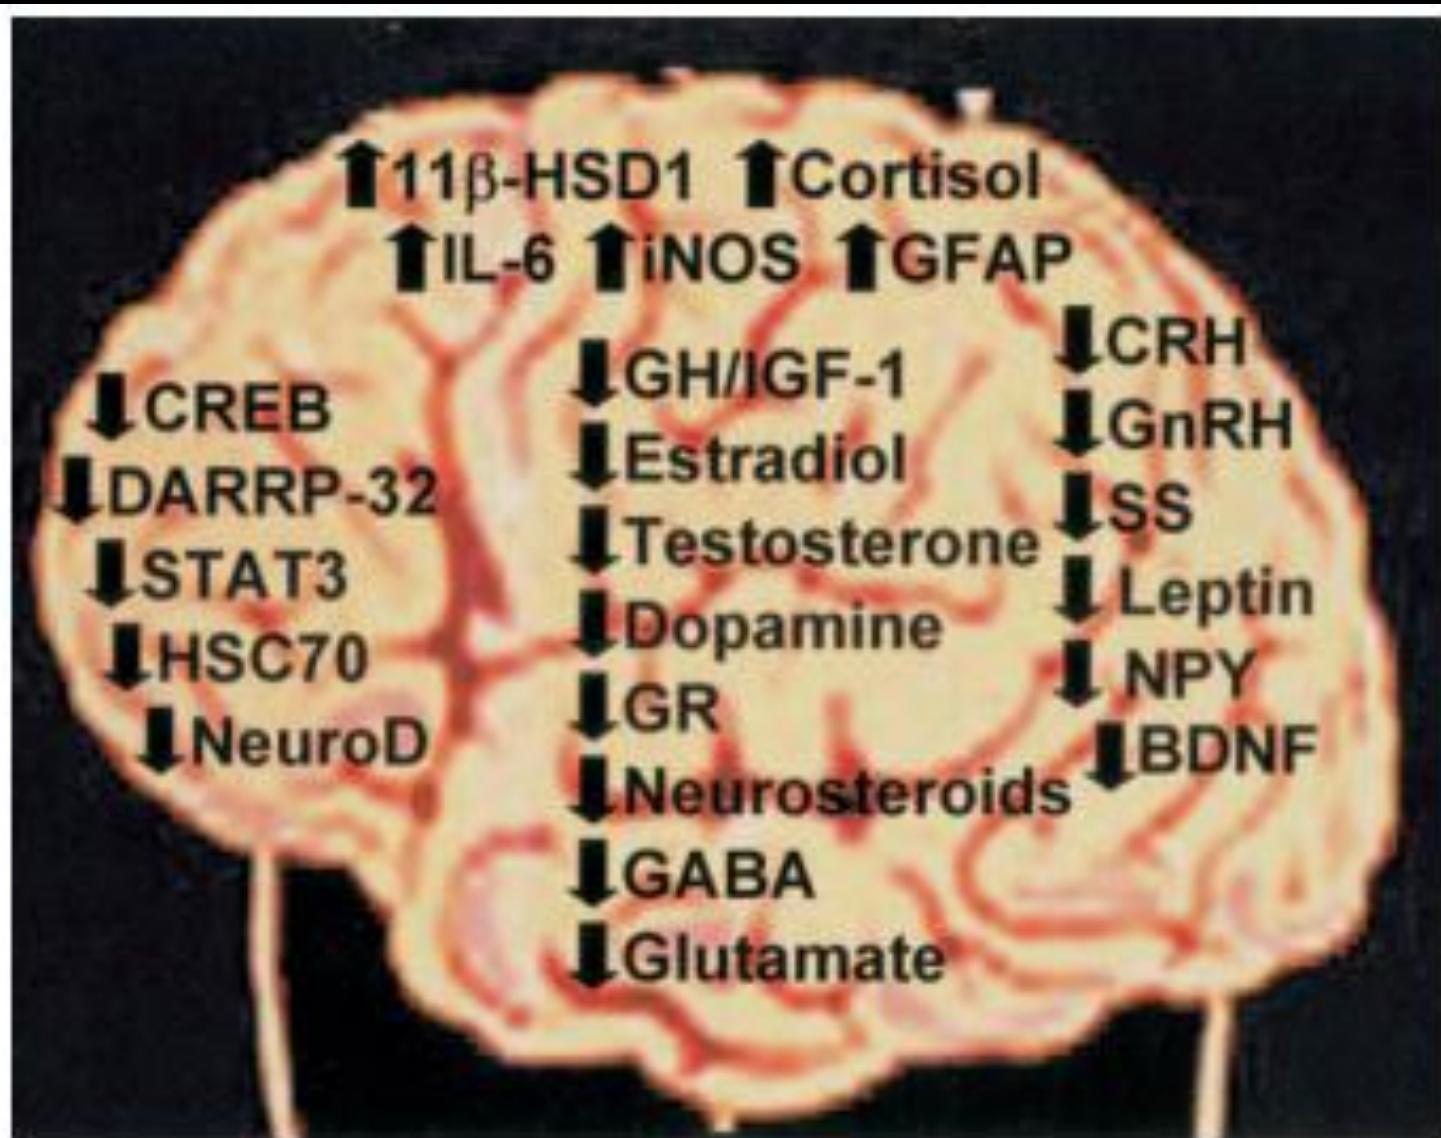 ⬆11β-HSD1 ⬆Cortisol
⬆IL-6 ⬆iNOS ⬆GFAP
⬇CREB
⬇DARRP-32
⬇STAT3
⬇HSC70
⬇NeuroD
⬇GH/IGF-1
⬇Estradiol
⬇Testosterone
⬇Dopamine
⬇GR
⬇Neurosteroids
⬇GABA
⬇Glutamate
⬇CRH
⬇GnRH
⬇SS
⬇Leptin
⬇NPY
⬇BDNF